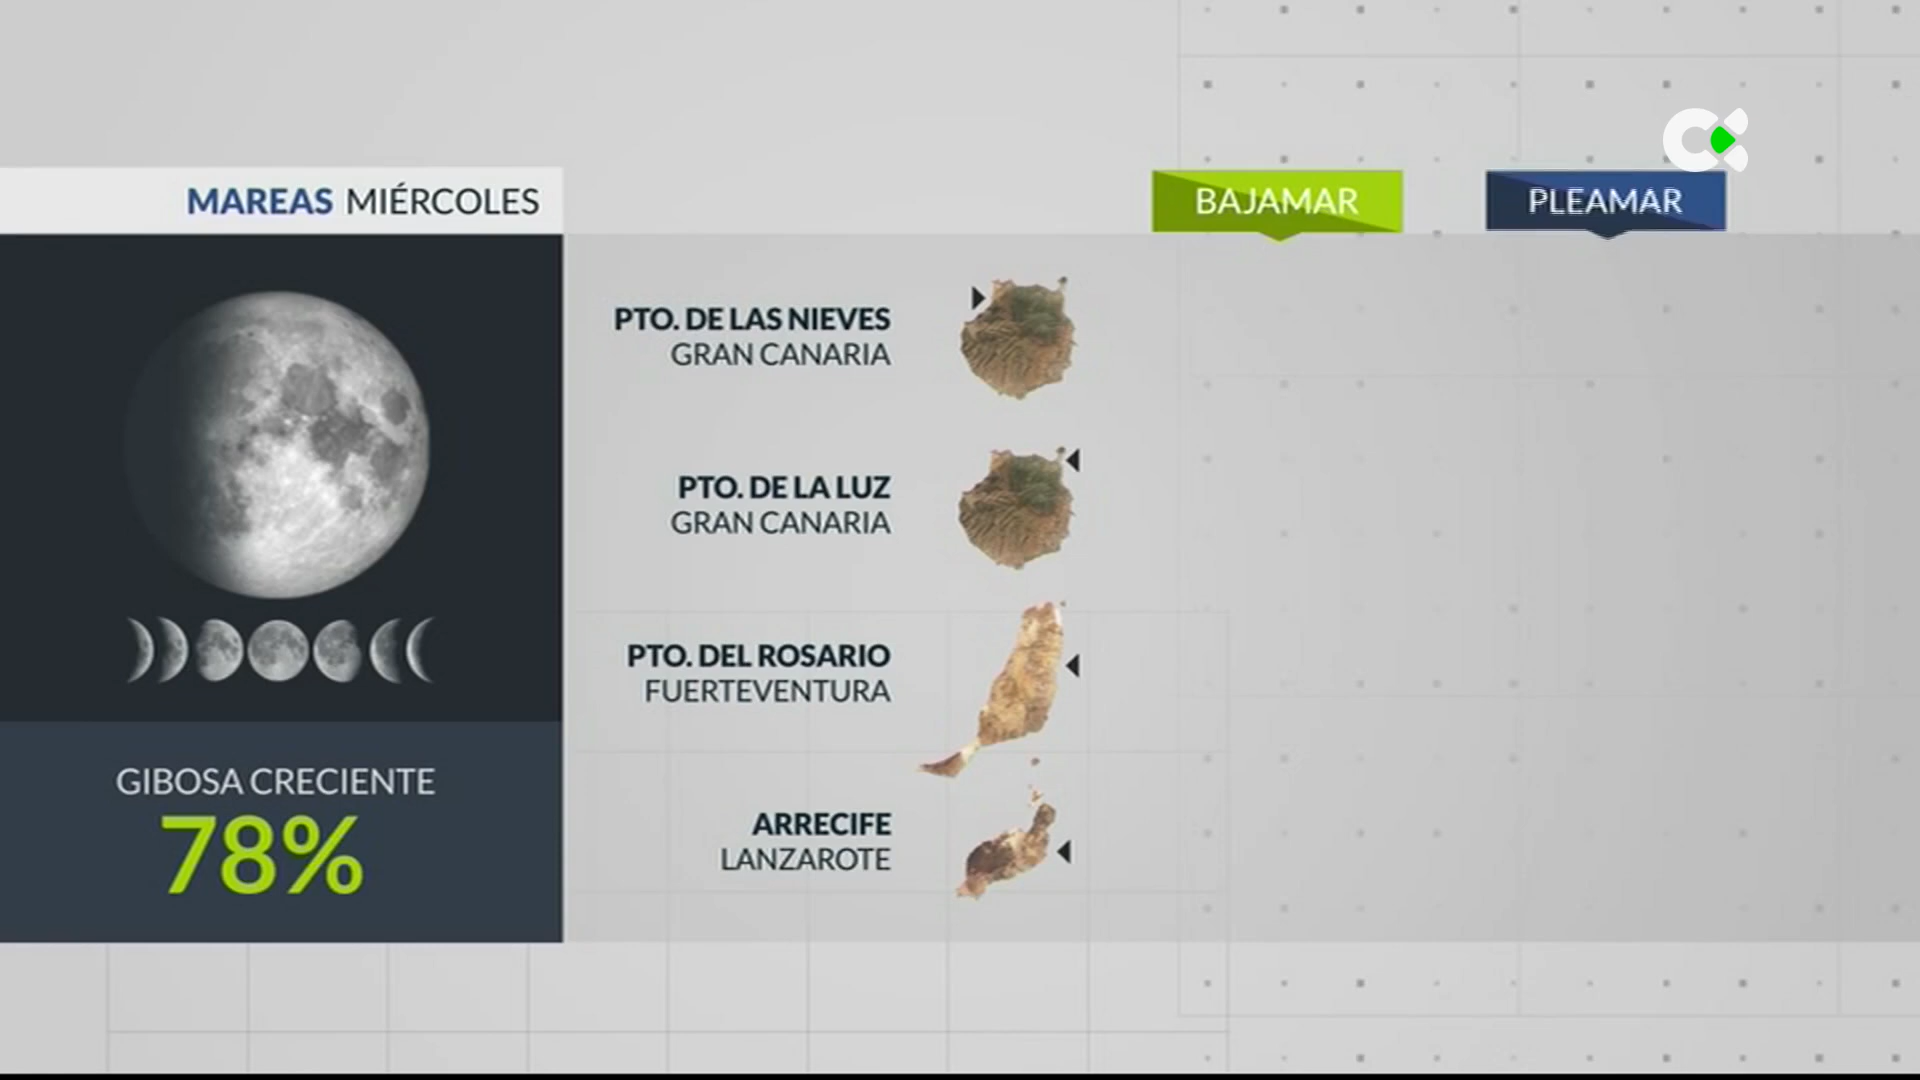 MAREAS MIÉRCOLES
BAJAMAR
PLEAMAR
PTO. DE LAS NIEVES
GRAN CANARIA
PTO. DE LA LUZ
GRAN CANARIA
PTO. DEL ROSARIO
FUERTEVENTURA
ARRECIFE
LANZAROTE
GIBOSA CRECIENTE
78%